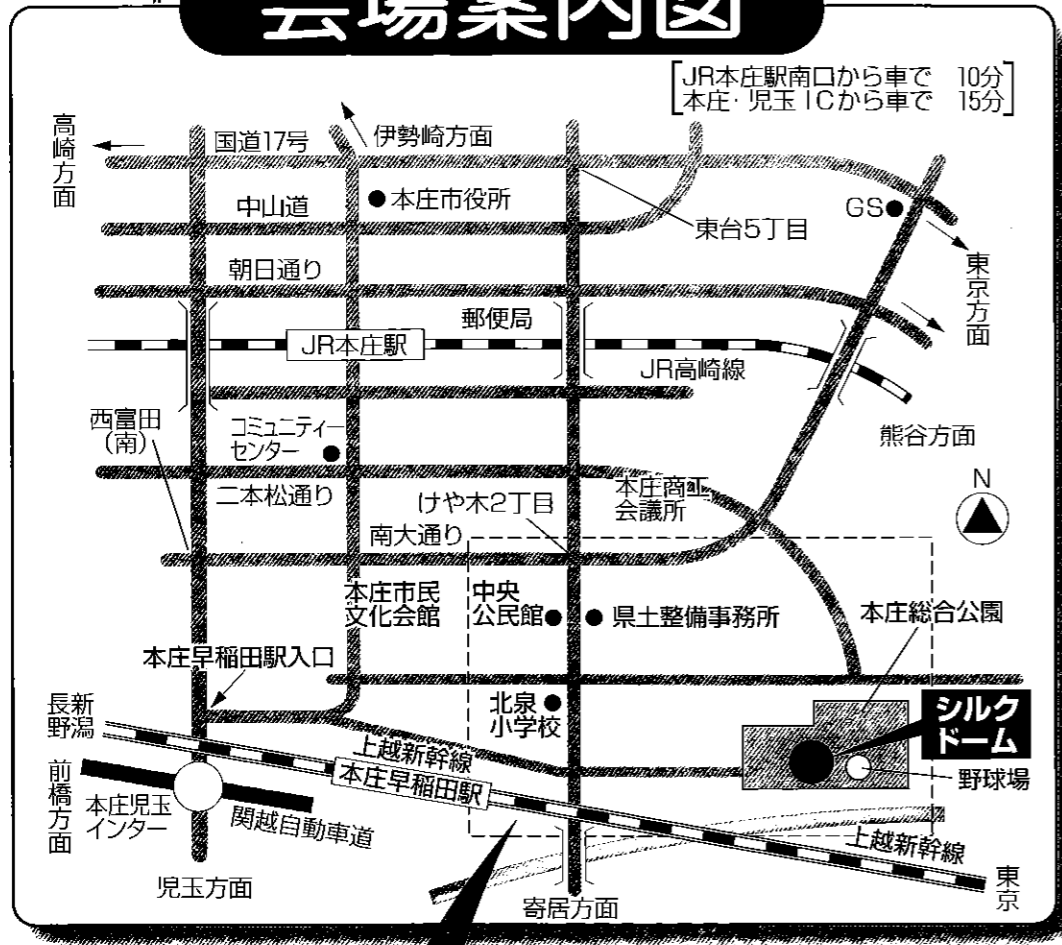 会場案内図
JR本庄駅南口から車で 10分
本庄・児玉ICから車で 15分
高崎方面
国道17号
伊勢崎方面
本庄市役所
中山道
東台5丁目
GS
朝日通り
東京方面
郵便局
JR本庄駅
JR高崎線
西富田
(南)
コミュニティー
センター
熊谷方面
二本松通り
けや木2丁目
本庄商工
会議所
N
南大通り
本庄市民
文化会館
中央
公民館
県土整備事務所
本庄総合公園
本庄早稲田駅入口
北泉
小学校
シルク
ドーム
長野
新潟
上越新幹線
本庄早稲田駅
野球場
前橋方面
本庄児玉
インター
関越自動車道
上越新幹線
児玉方面
寄居方面
東京